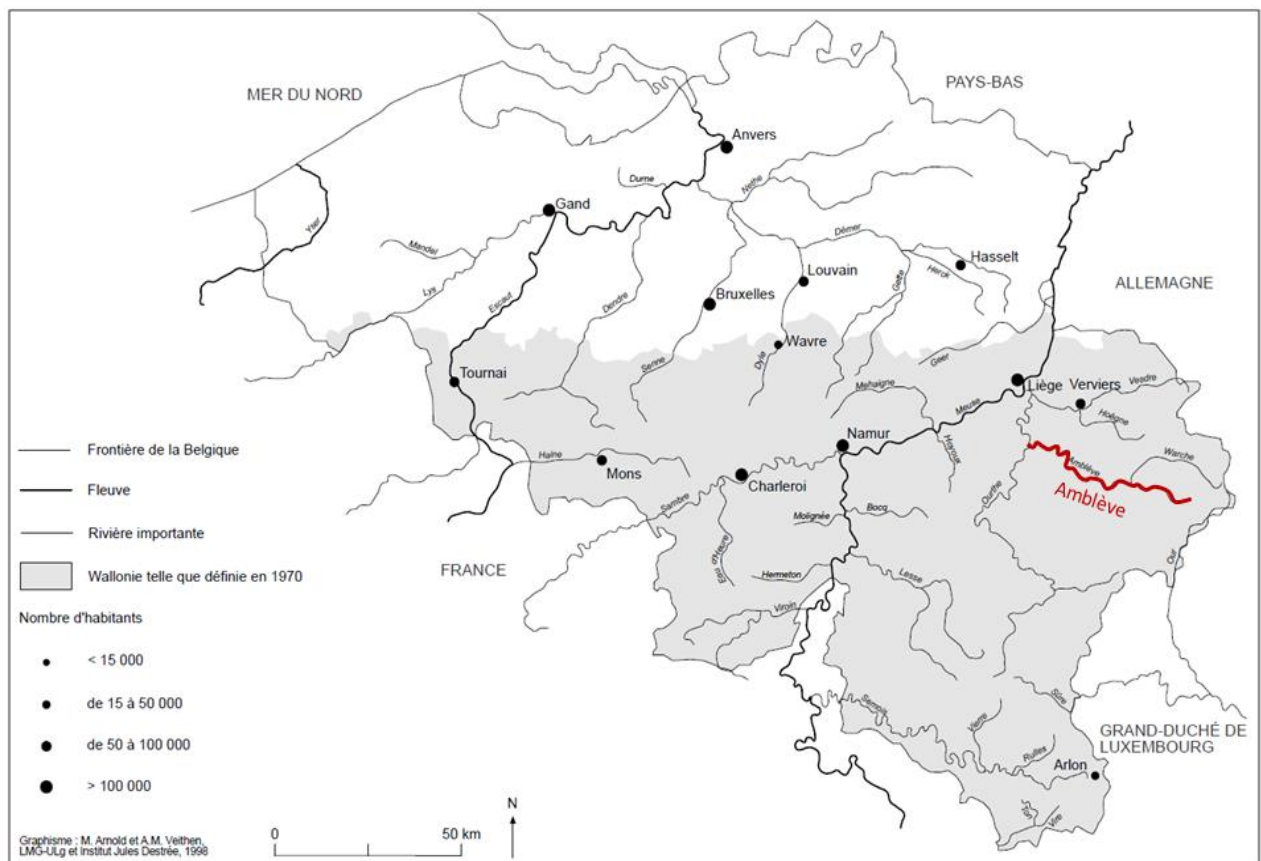 MER DU NORD
PAYS-BAS
Anvers
Durme
Nethe
Gand
Yser
Mandel
Démer
Hasselt
Lys
Louvain
Herck
Gette
ALLEMAGNE
Escaut
Dendre
Bruxelles
Wavre
Senne
Dyle
Geer
Tournai
Mehaigne
Liège
Verviers
Vesdre
Meuse
Hoëgne
Namur
Hoyoux
Haine
Mons
Charleroi
Amblève
Warche
Amblève
Ourthe
Sambre
Molignée
Bocq
Eau d'Heure
FRANCE
Hermeton
Lesse
Our
Viroin
Semois
Sûre
Vierre
GRAND-DUCHÉ DE
LUXEMBOURG
Rulles
Arlon
Ton
Vire
Frontière de la Belgique
Fleuve
Rivière importante
Wallonie telle que définie en 1970
Nombre d'habitants
< 15 000
de 15 à 50 000
de 50 à 100 000
> 100 000
Graphisme : M. Arnold et A.M. Veithen,
LMG-ULg et Institut Jules Destrée, 1998
0
50 km
N